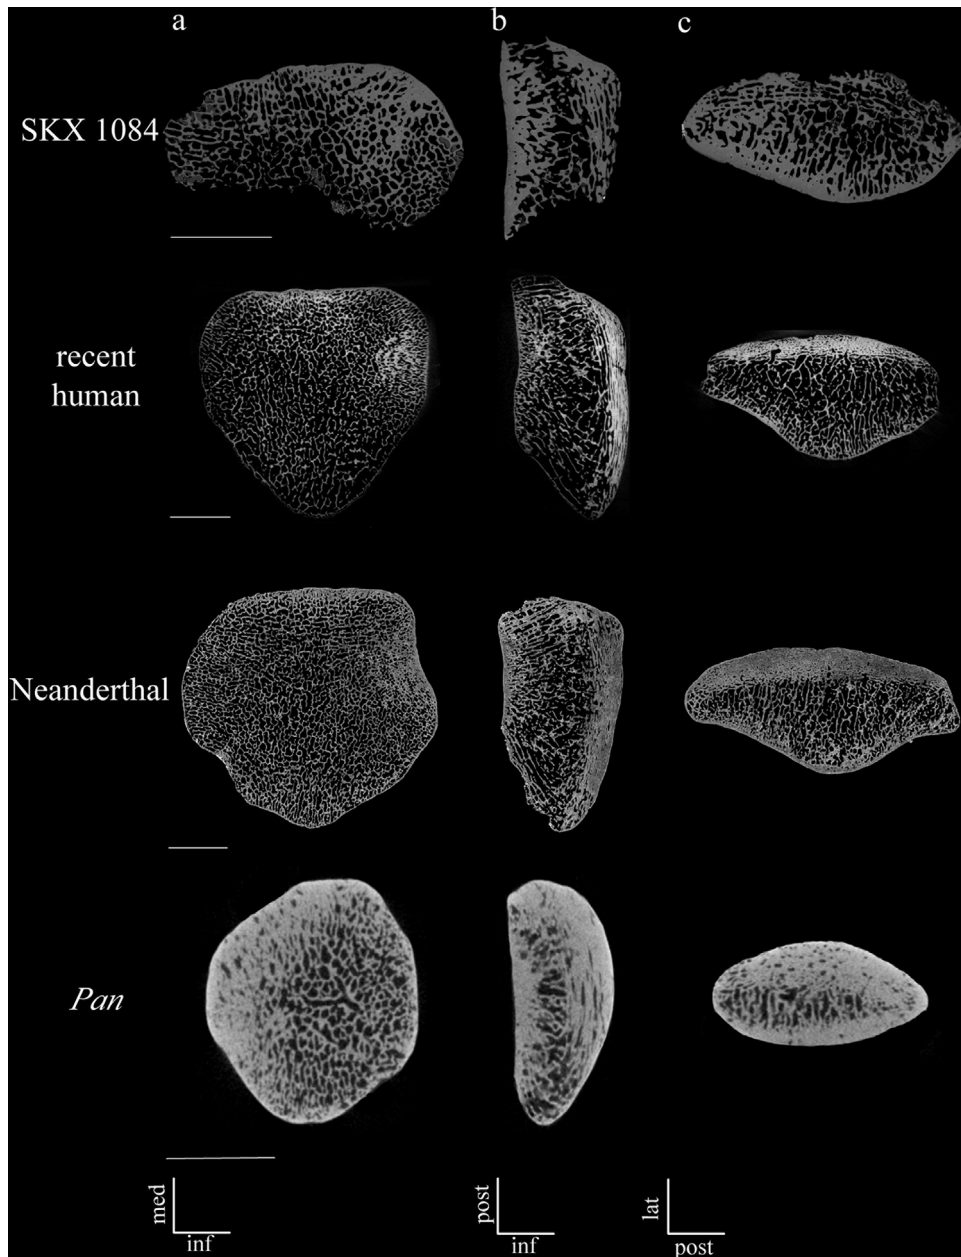 a b c
SKX 1084
recent
human
Neanderthal
Pan
med
inf
post
inf
lat
post